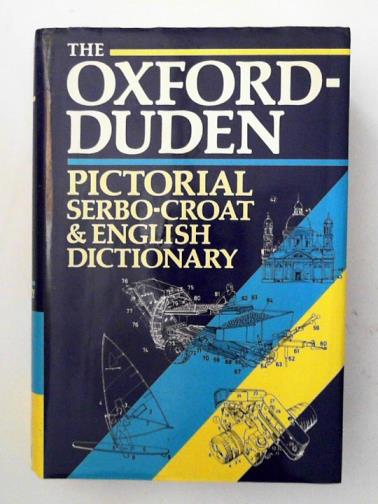 THE
OXFORD-
DUDEN
PICTORIAL
SERBO-CROAT
& ENGLISH
DICTIONARY